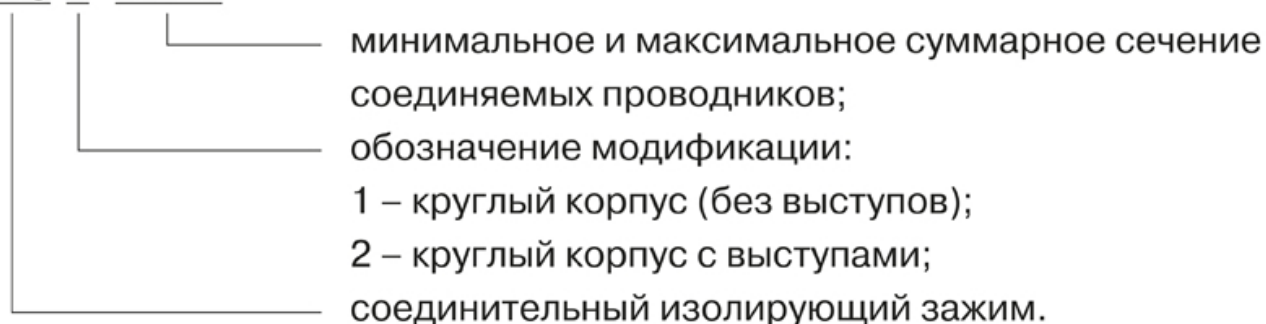 минимальное и максимальное суммарное сечение
соединяемых проводников;
обозначение модификации:
1 – круглый корпус (без выступов);
2 – круглый корпус с выступами;
соединительный изолирующий зажим.